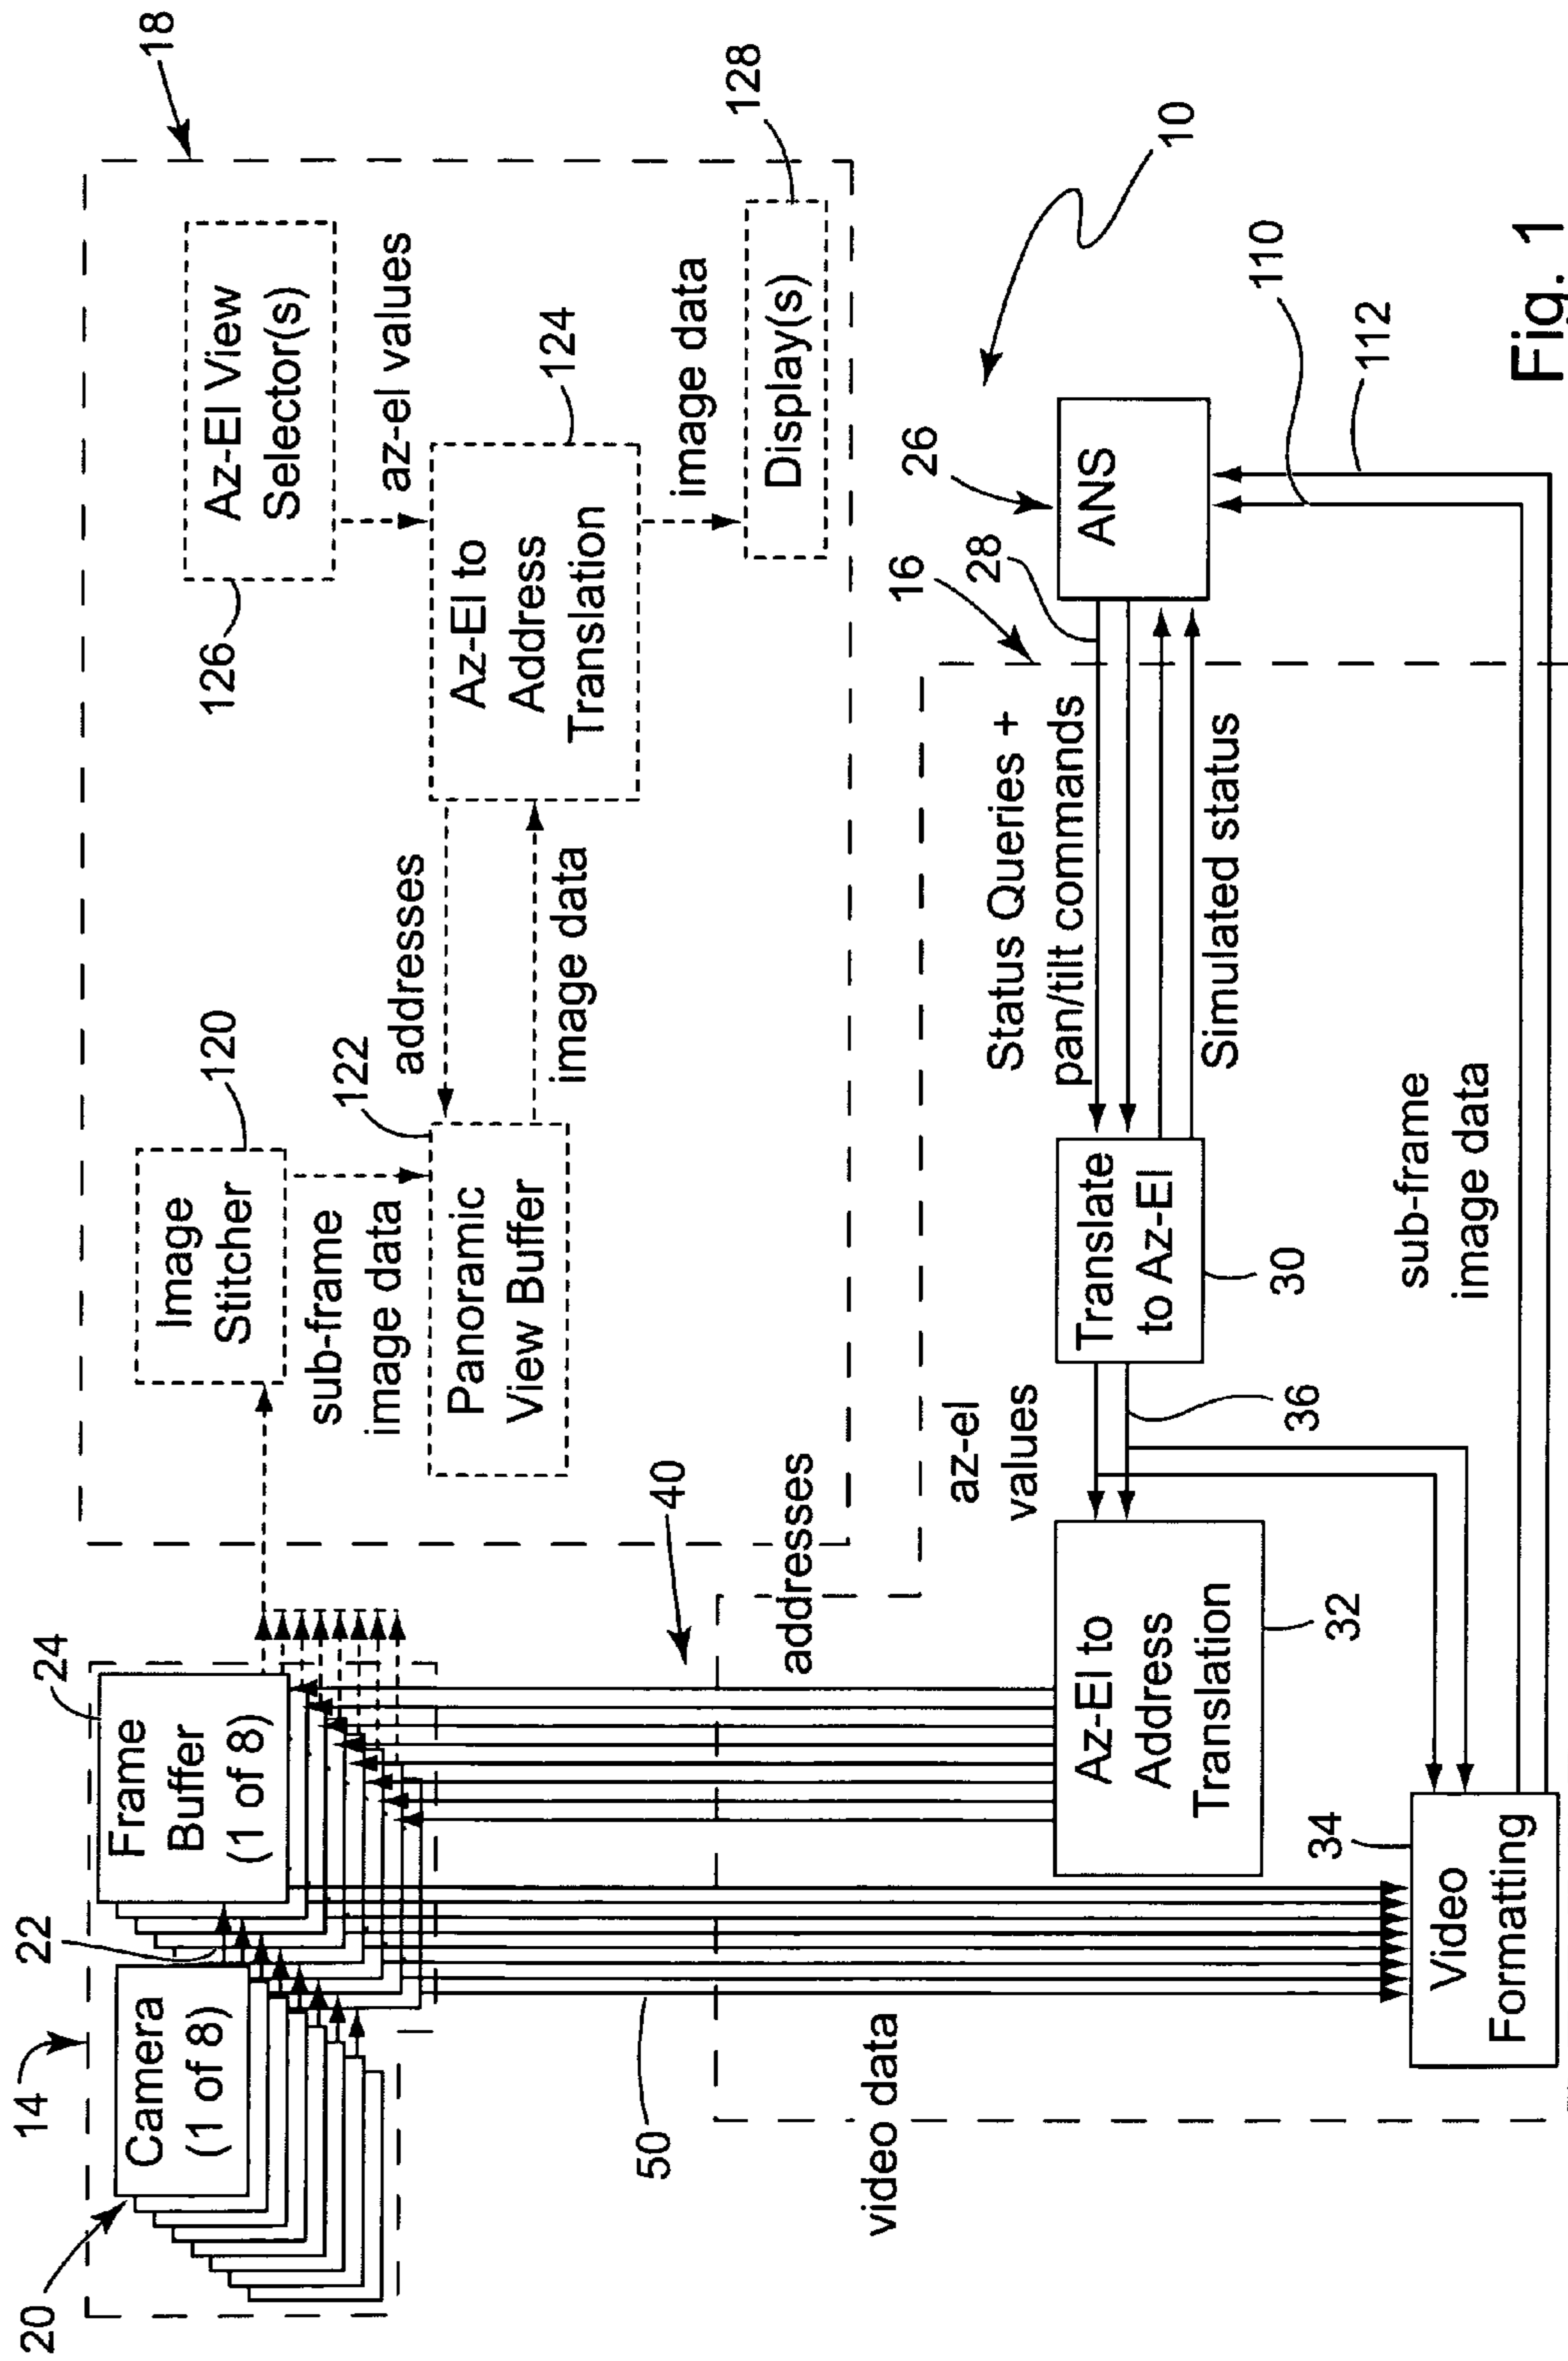 14
20
Camera
(1 of 8)
22
24
Frame
Buffer
(1 of 8)
18
Image
Stitcher
120
sub-frame
image data
122
Panoramic
View Buffer
addresses
image data
126
Az-El View
Selector(s)
az-el values
124
Az-El to
Address
Translation
image data
128
Display(s)
40
addresses
50
video data
az-el
values
Az-El to
Address
Translation
32
36
Translate
to Az-El
30
Status Queries +
pan/tilt commands
Simulated status
16
28
26
ANS
10
110
112
34
Video
Formatting
sub-frame
image data
Fig. 1